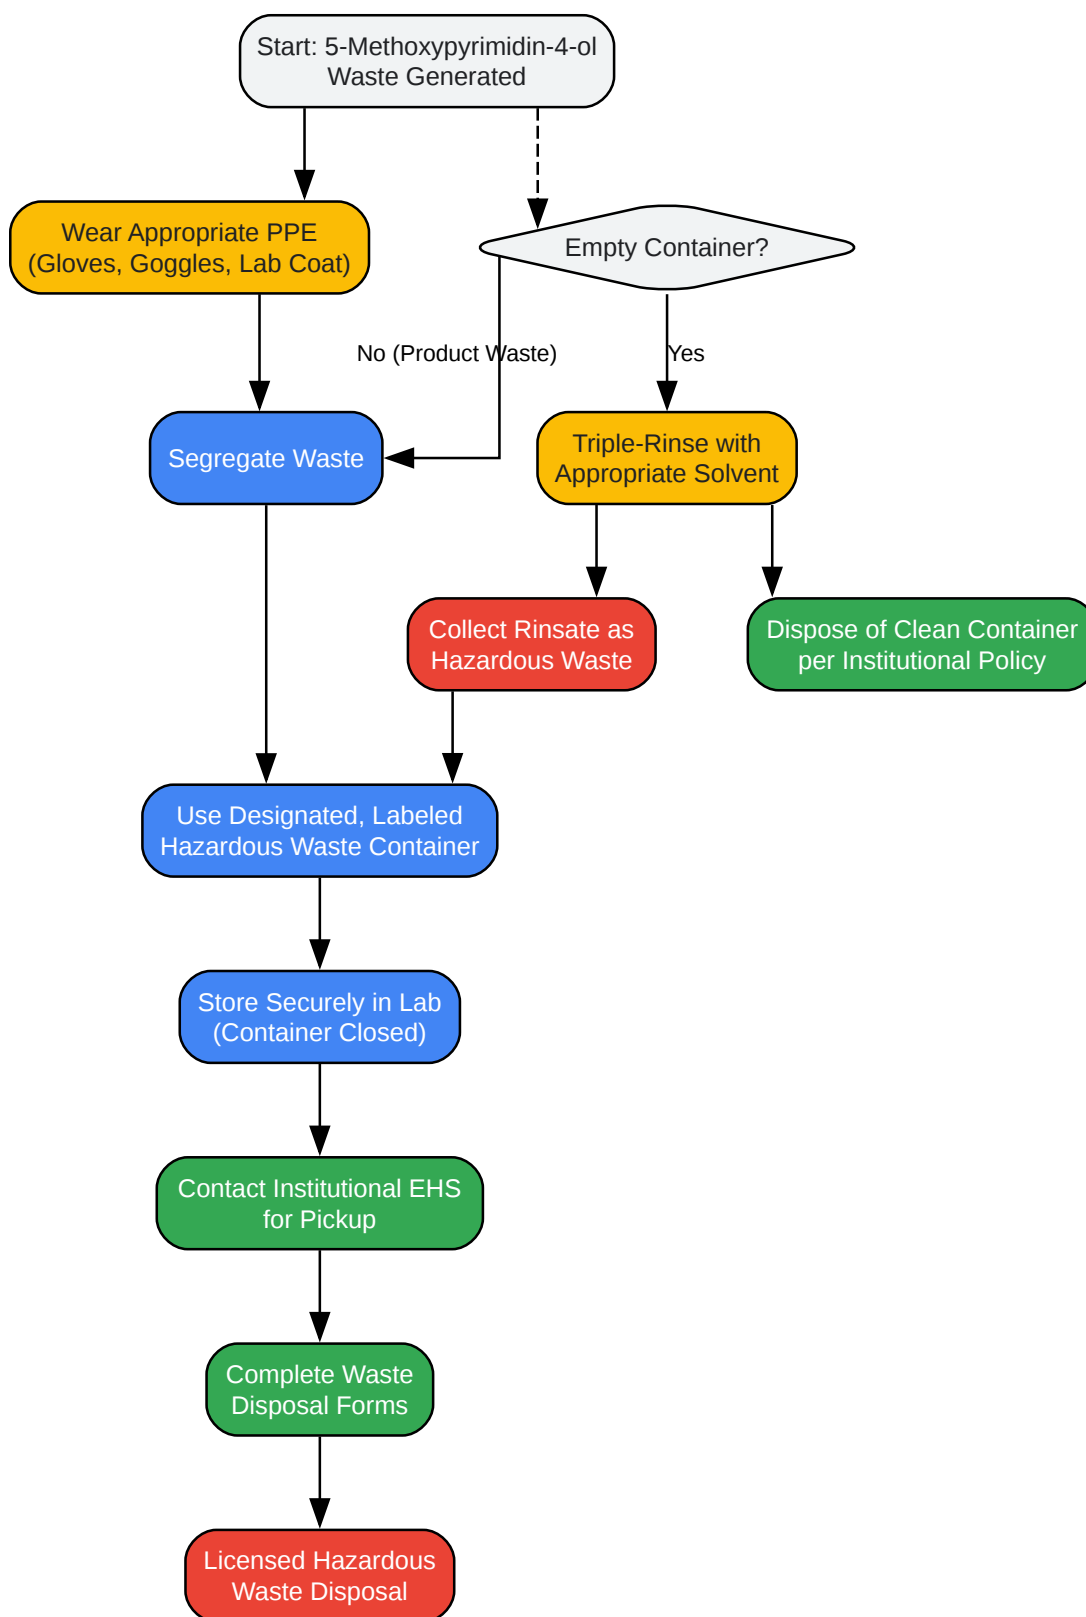 Start: 5-Methoxypyrimidin-4-ol
Waste Generated
Wear Appropriate PPE
(Gloves, Goggles, Lab Coat)
Empty Container?
No (Product Waste)
Yes
Segregate Waste
Triple-Rinse with
Appropriate Solvent
Collect Rinsate as
Hazardous Waste
Dispose of Clean Container
per Institutional Policy
Use Designated, Labeled
Hazardous Waste Container
Store Securely in Lab
(Container Closed)
Contact Institutional EHS
for Pickup
Complete Waste
Disposal Forms
Licensed Hazardous
Waste Disposal